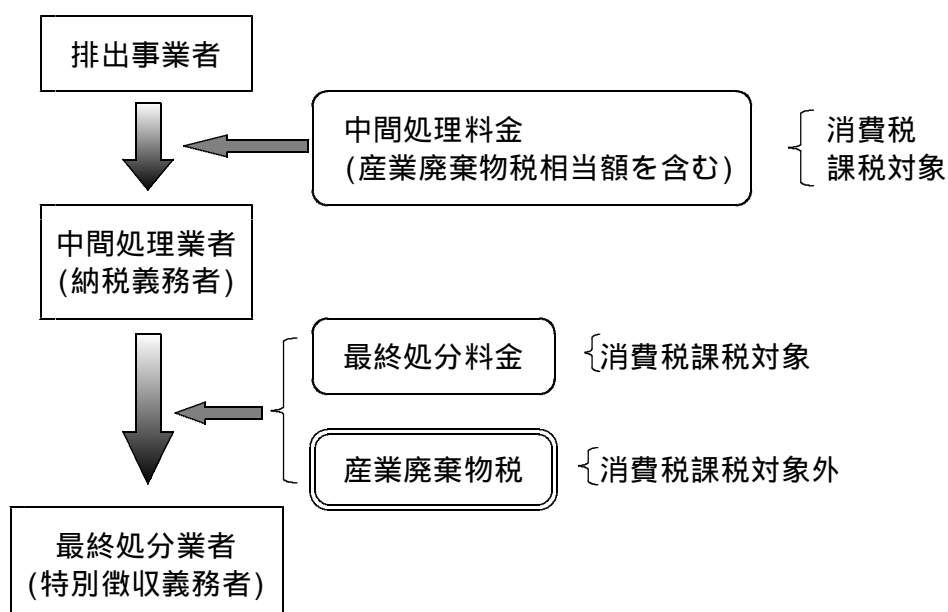 排出事業者
中間処理料金
(産業廃棄物税相当額を含む)
消費税
課税対象
中間処理業者
(納税義務者)
最終処分料金
消費税課税対象
産業廃棄物税
消費税課税対象外
最終処分業者
(特別徴収義務者)